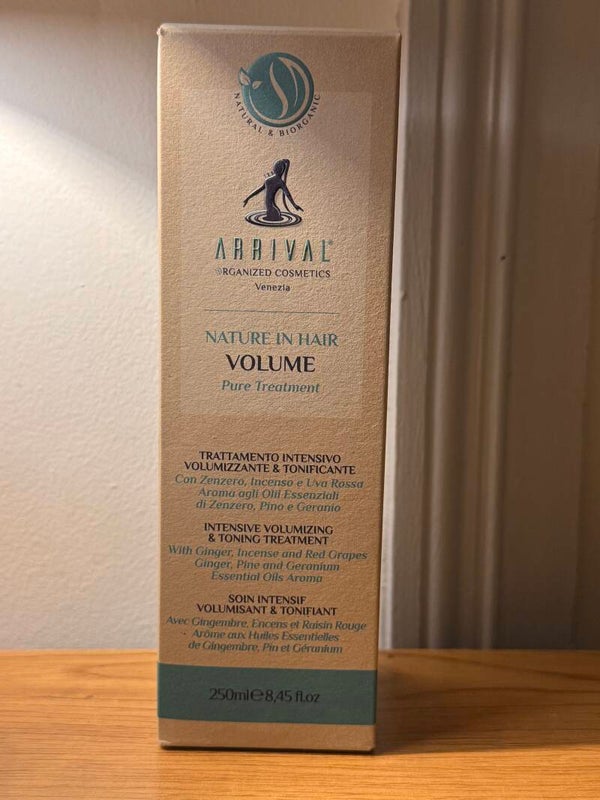 NATURAL & BIORGANIC
ARRIVAL®
ORGANIZED COSMETICS
Venezia
NATURE IN HAIR
VOLUME
Pure Treatment
TRATTAMENTO INTENSIVO
VOLUMIZZANTE & TONIFICANTE
Con Zenzero, Incenso e Uva Rossa
Aroma agli Olii Essenziali
di Zenzero, Pino e Geranio
INTENSIVE VOLUMIZING
& TONING TREATMENT
With Ginger, Incense and Red Grapes
Ginger, Pine and Geranium
Essential Oils Aroma
SOIN INTENSIF
VOLUMISANT & TONIFIANT
Avec Gingembre, Encens et Raisin Rouge
Arôme aux Huiles Essentielles
de Gingembre, Pin et Géranium
250ml℮8,45 fl.oz